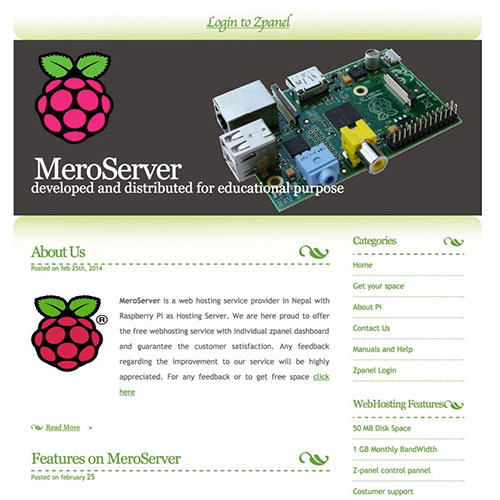 Login to Zpanel
MeroServer
developed and distributed for educational purpose
About Us
Posted on feb 25th, 2014
MeroServer is a web hosting service provider in Nepal with
Raspberry Pi as Hosting Server. We are here proud to offer
the free webhosting service with individual zpanel dashboard
and guarantee the customer satisfaction. Any feedback
regarding the improvement to our service will be highly
appreciated. For any feedback or to get free space click
here
®
Read More »
Features on MeroServer
Posted on february 25
Categories
Home
Get your space
About Pi
Contact Us
Manuals and Help
Zpanel Login
WebHosting Features
50 MB Disk Space
1 GB Monthly BandWidth
Z-panel control pannel
Costumer support